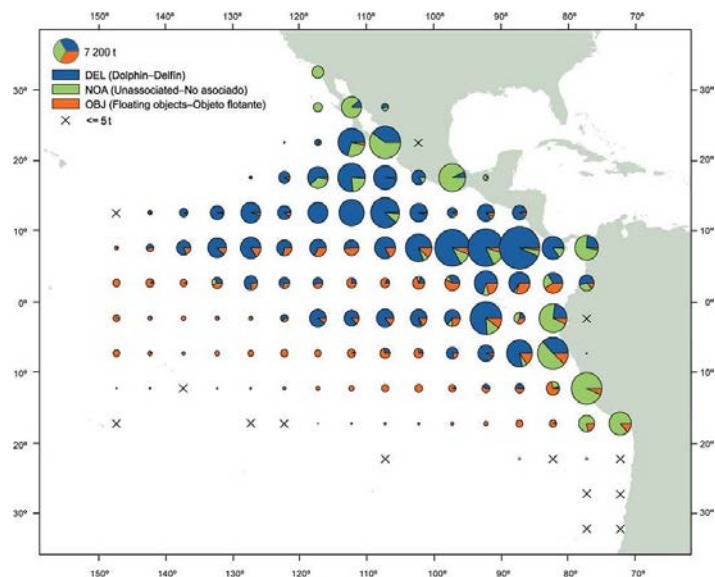 150° 140° 130° 120° 110° 100° 90° 80° 70°
7 200 t
DEL (Dolphin–Delfín)
NOA (Unassociated–No asociado)
OBJ (Floating objects–Objeto flotante)
<= 5 t
30° 30°
20° 20°
10° 10°
0° 0°
10° 10°
20° 20°
30° 30°
150° 140° 130° 120° 110° 100° 90° 80° 70°